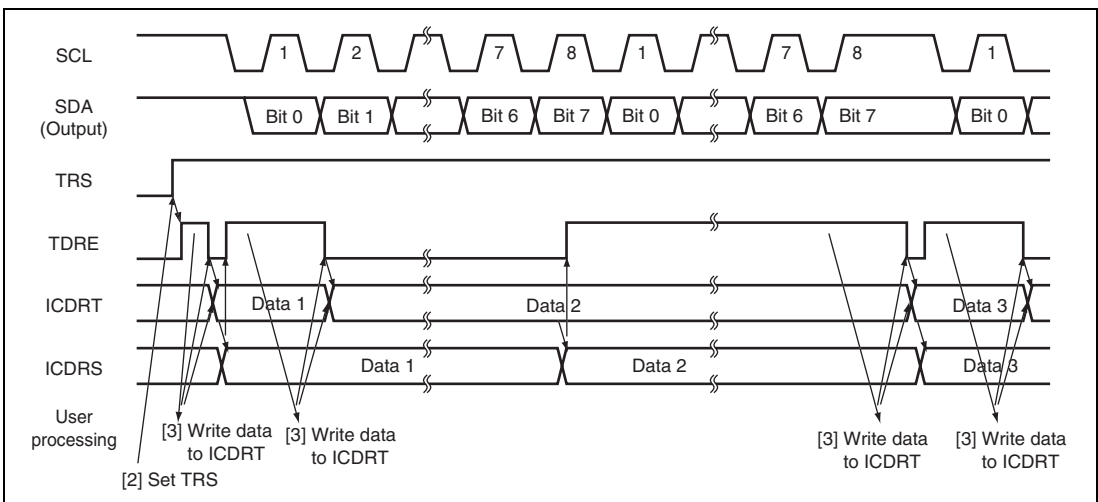 SCL
1 2 7 8 1 7 8 1
SDA
(Output)
Bit 0 Bit 1 Bit 6 Bit 7 Bit 0 Bit 6 Bit 7 Bit 0
TRS
TDRE
ICDRT
Data 1 Data 2 Data 3
ICDRS
Data 1 Data 2 Data 3
User
processing
[3] Write data
to ICDRT
[3] Write data
to ICDRT
[3] Write data
to ICDRT
[3] Write data
to ICDRT
[2] Set TRS